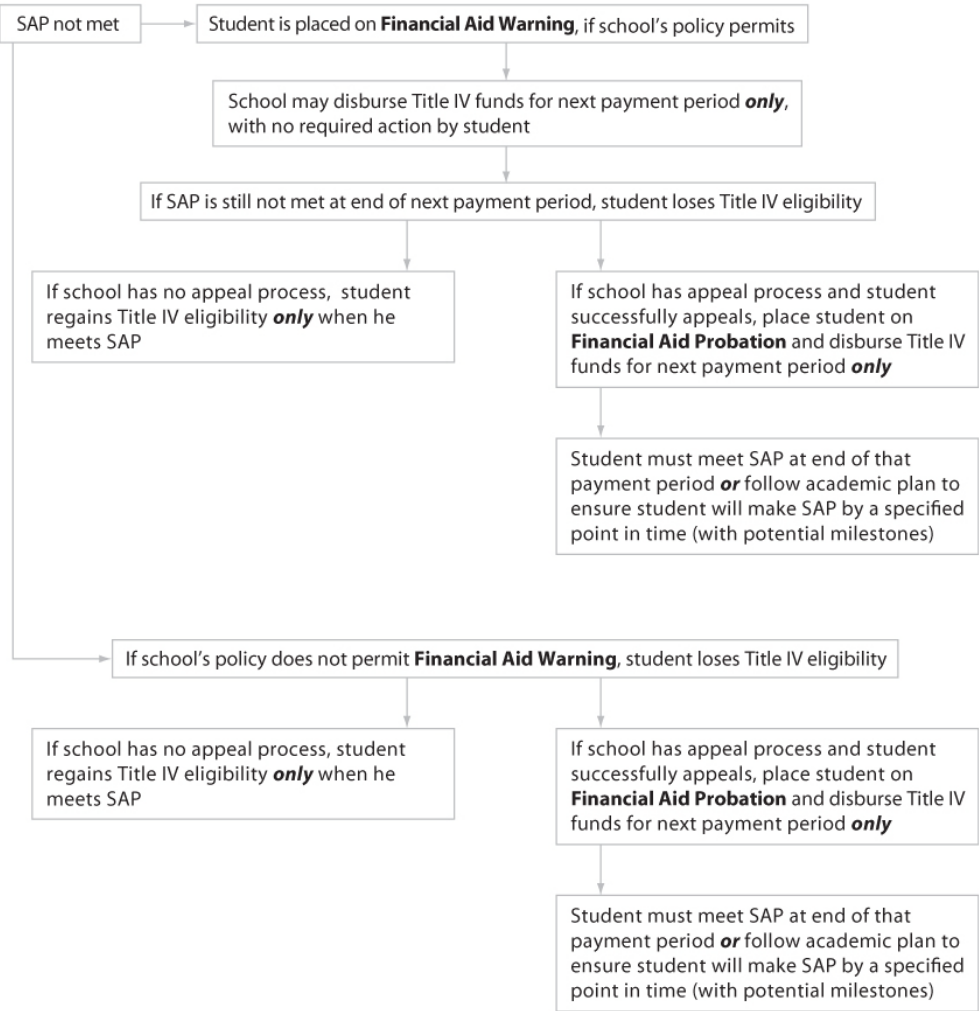 SAP not met
Student is placed on Financial Aid Warning, if school's policy permits
School may disburse Title IV funds for next payment period only,
with no required action by student
If SAP is still not met at end of next payment period, student loses Title IV eligibility
If school has no appeal process, student
regains Title IV eligibility only when he
meets SAP
If school has appeal process and student
successfully appeals, place student on
Financial Aid Probation and disburse Title IV
funds for next payment period only
Student must meet SAP at end of that
payment period or follow academic plan to
ensure student will make SAP by a specified
point in time (with potential milestones)
If school's policy does not permit Financial Aid Warning, student loses Title IV eligibility
If school has no appeal process, student
regains Title IV eligibility only when he
meets SAP
If school has appeal process and student
successfully appeals, place student on
Financial Aid Probation and disburse Title IV
funds for next payment period only
Student must meet SAP at end of that
payment period or follow academic plan to
ensure student will make SAP by a specified
point in time (with potential milestones)